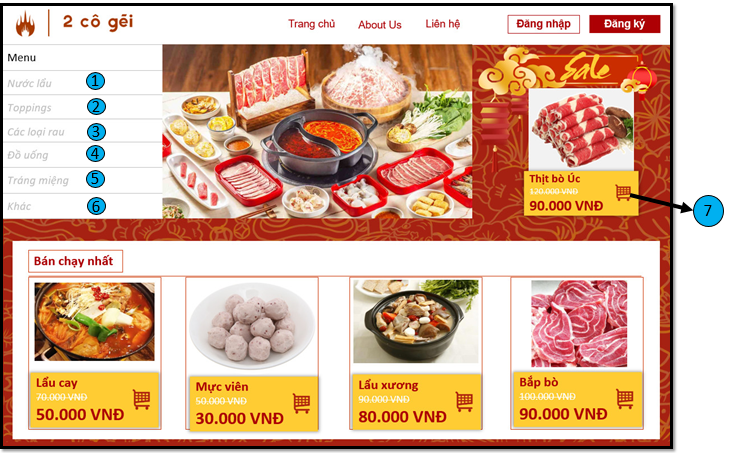 2 cô gēi
Trang chủ
About Us
Liên hệ
Đăng nhập
Đăng ký
Menu
Nước lẩu 1
Toppings 2
Các loại rau 3
Đồ uống 4
Tráng miệng 5
Khác 6
Sale
Thịt bò Úc
120.000 VNĐ
90.000 VNĐ
7
Bán chạy nhất
Lẩu cay
70.000 VNĐ
50.000 VNĐ
Mực viên
50.000 VNĐ
30.000 VNĐ
Lẩu xương
90.000 VNĐ
80.000 VNĐ
Bắp bò
100.000 VNĐ
90.000 VNĐ